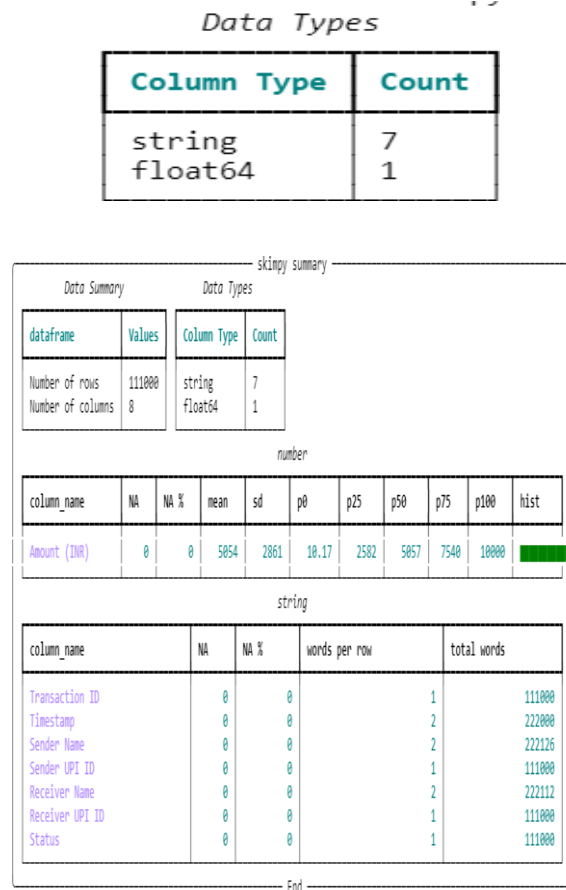 Data Types
Column Type Count
string 7
float64 1
skimpy summary
Data Summary Data Types
dataframe Values Column Type Count
Number of rows 111000 string 7
Number of columns 8 float64 1
number
column_name NA NA % mean sd p0 p25 p50 p75 p100 hist
Amount (INR) 0 0 5054 2861 10.17 2582 5057 7540 10000
string
column_name NA NA % words per row total words
Transaction ID 0 0 1 111000
Timestamp 0 0 2 222000
Sender Name 0 0 2 222126
Sender UPI ID 0 0 1 111000
Receiver Name 0 0 2 222112
Receiver UPI ID 0 0 1 111000
Status 0 0 1 111000
End